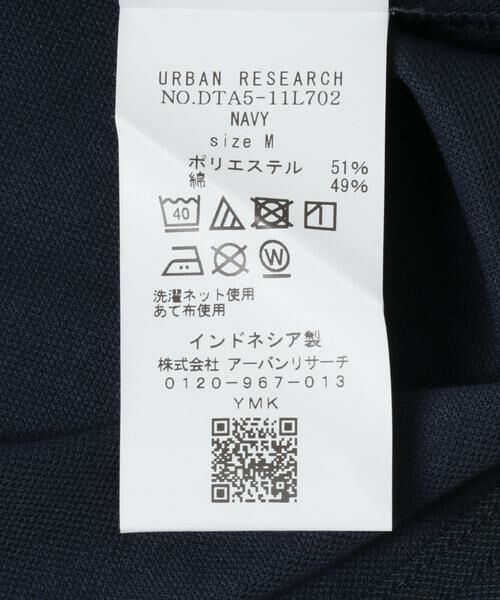 URBAN RESEARCH
NO.DTA5-11L702
NAVY
size M
ポリエステル 51%
綿 49%
40
W
洗濯ネット使用
あて布使用
インドネシア製
株式会社 アーバンリサーチ
0120-967-013
YMK